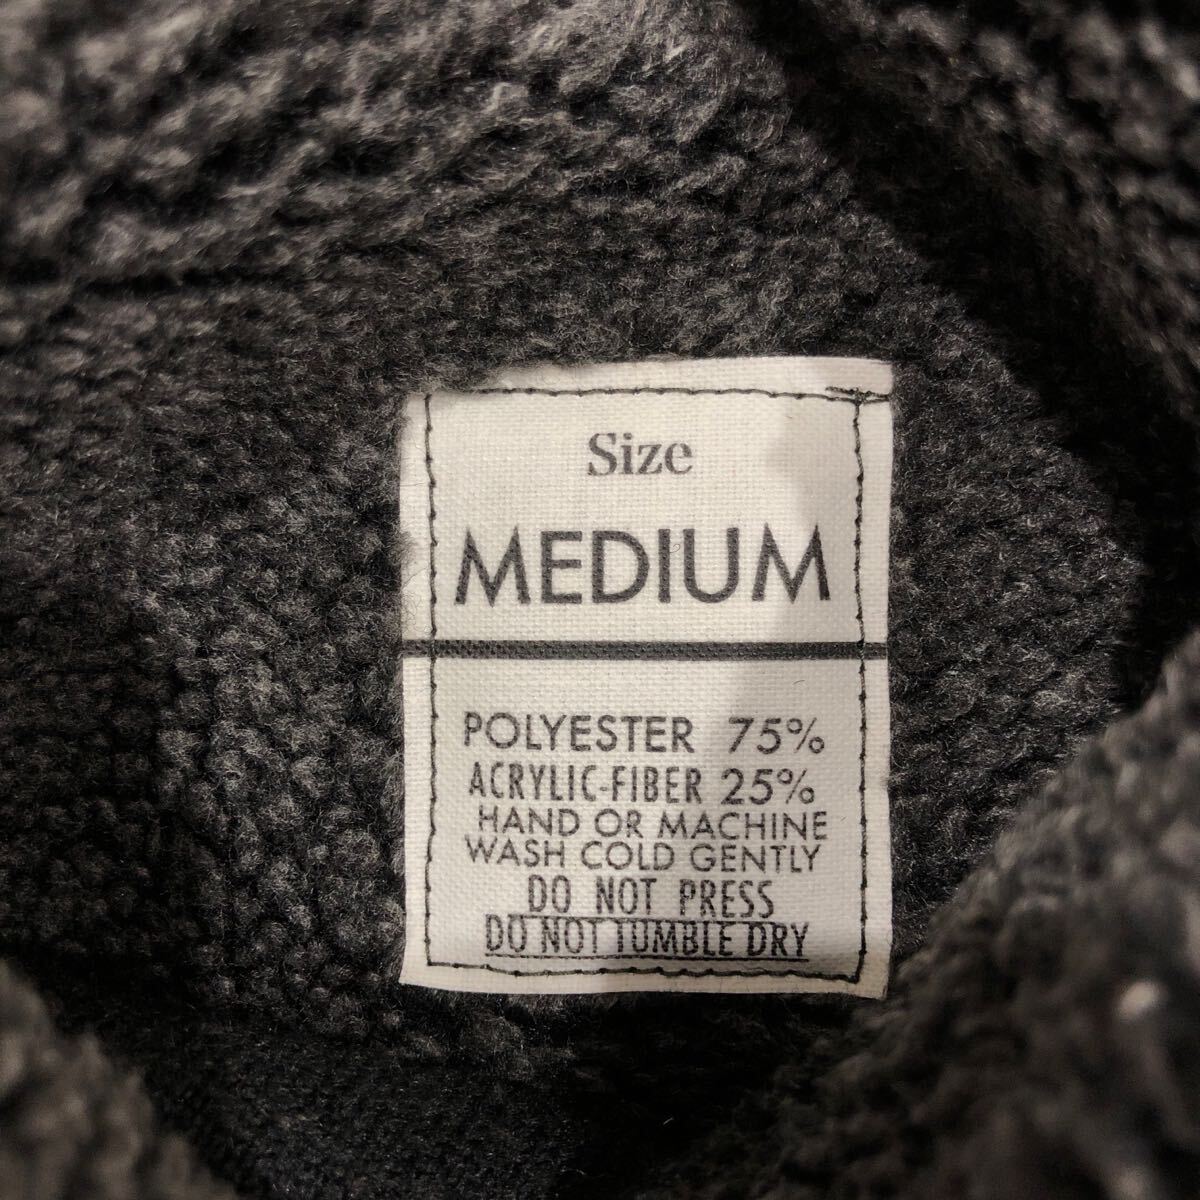 Size
MEDIUM
POLYESTER 75%
ACRYLIC-FIBER 25%
HAND OR MACHINE
WASH COLD GENTLY
DO NOT PRESS
DO NOT TUMBLE DRY